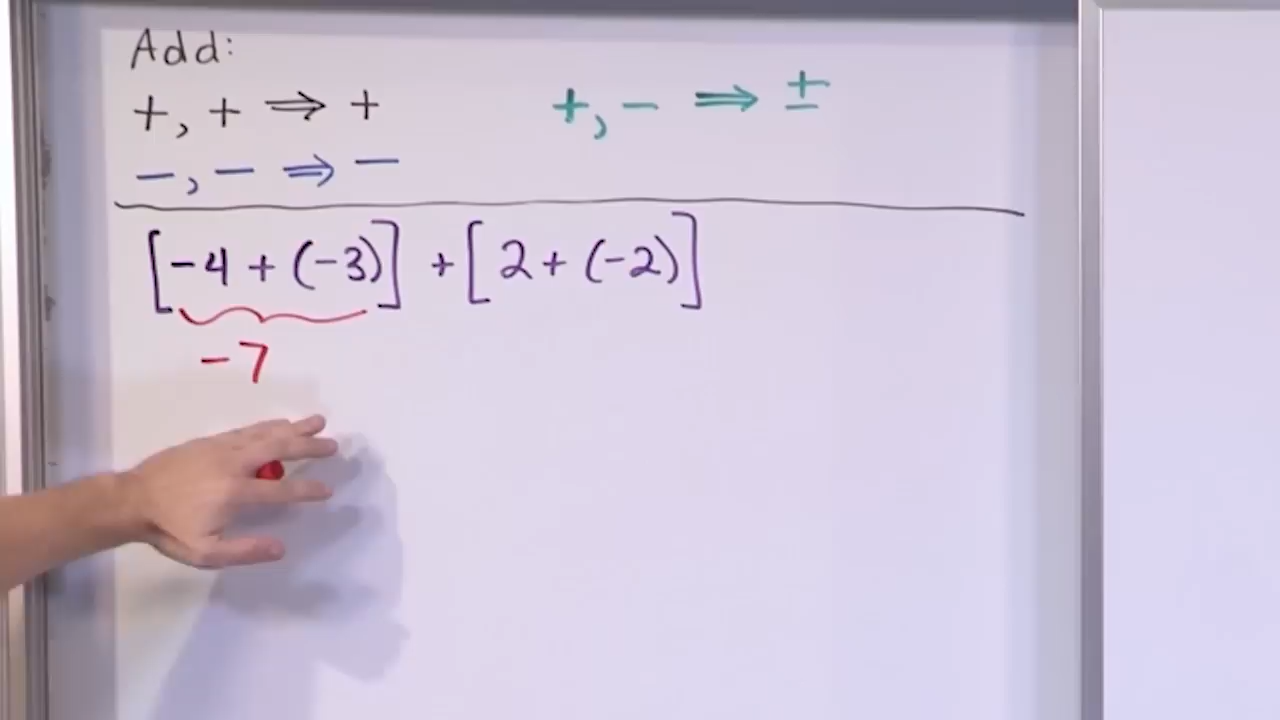 Add:
+, + ⇒ +
+, − ⇒ ±
−, − ⇒ −
[-4 + (-3)] + [2 + (-2)]
-7